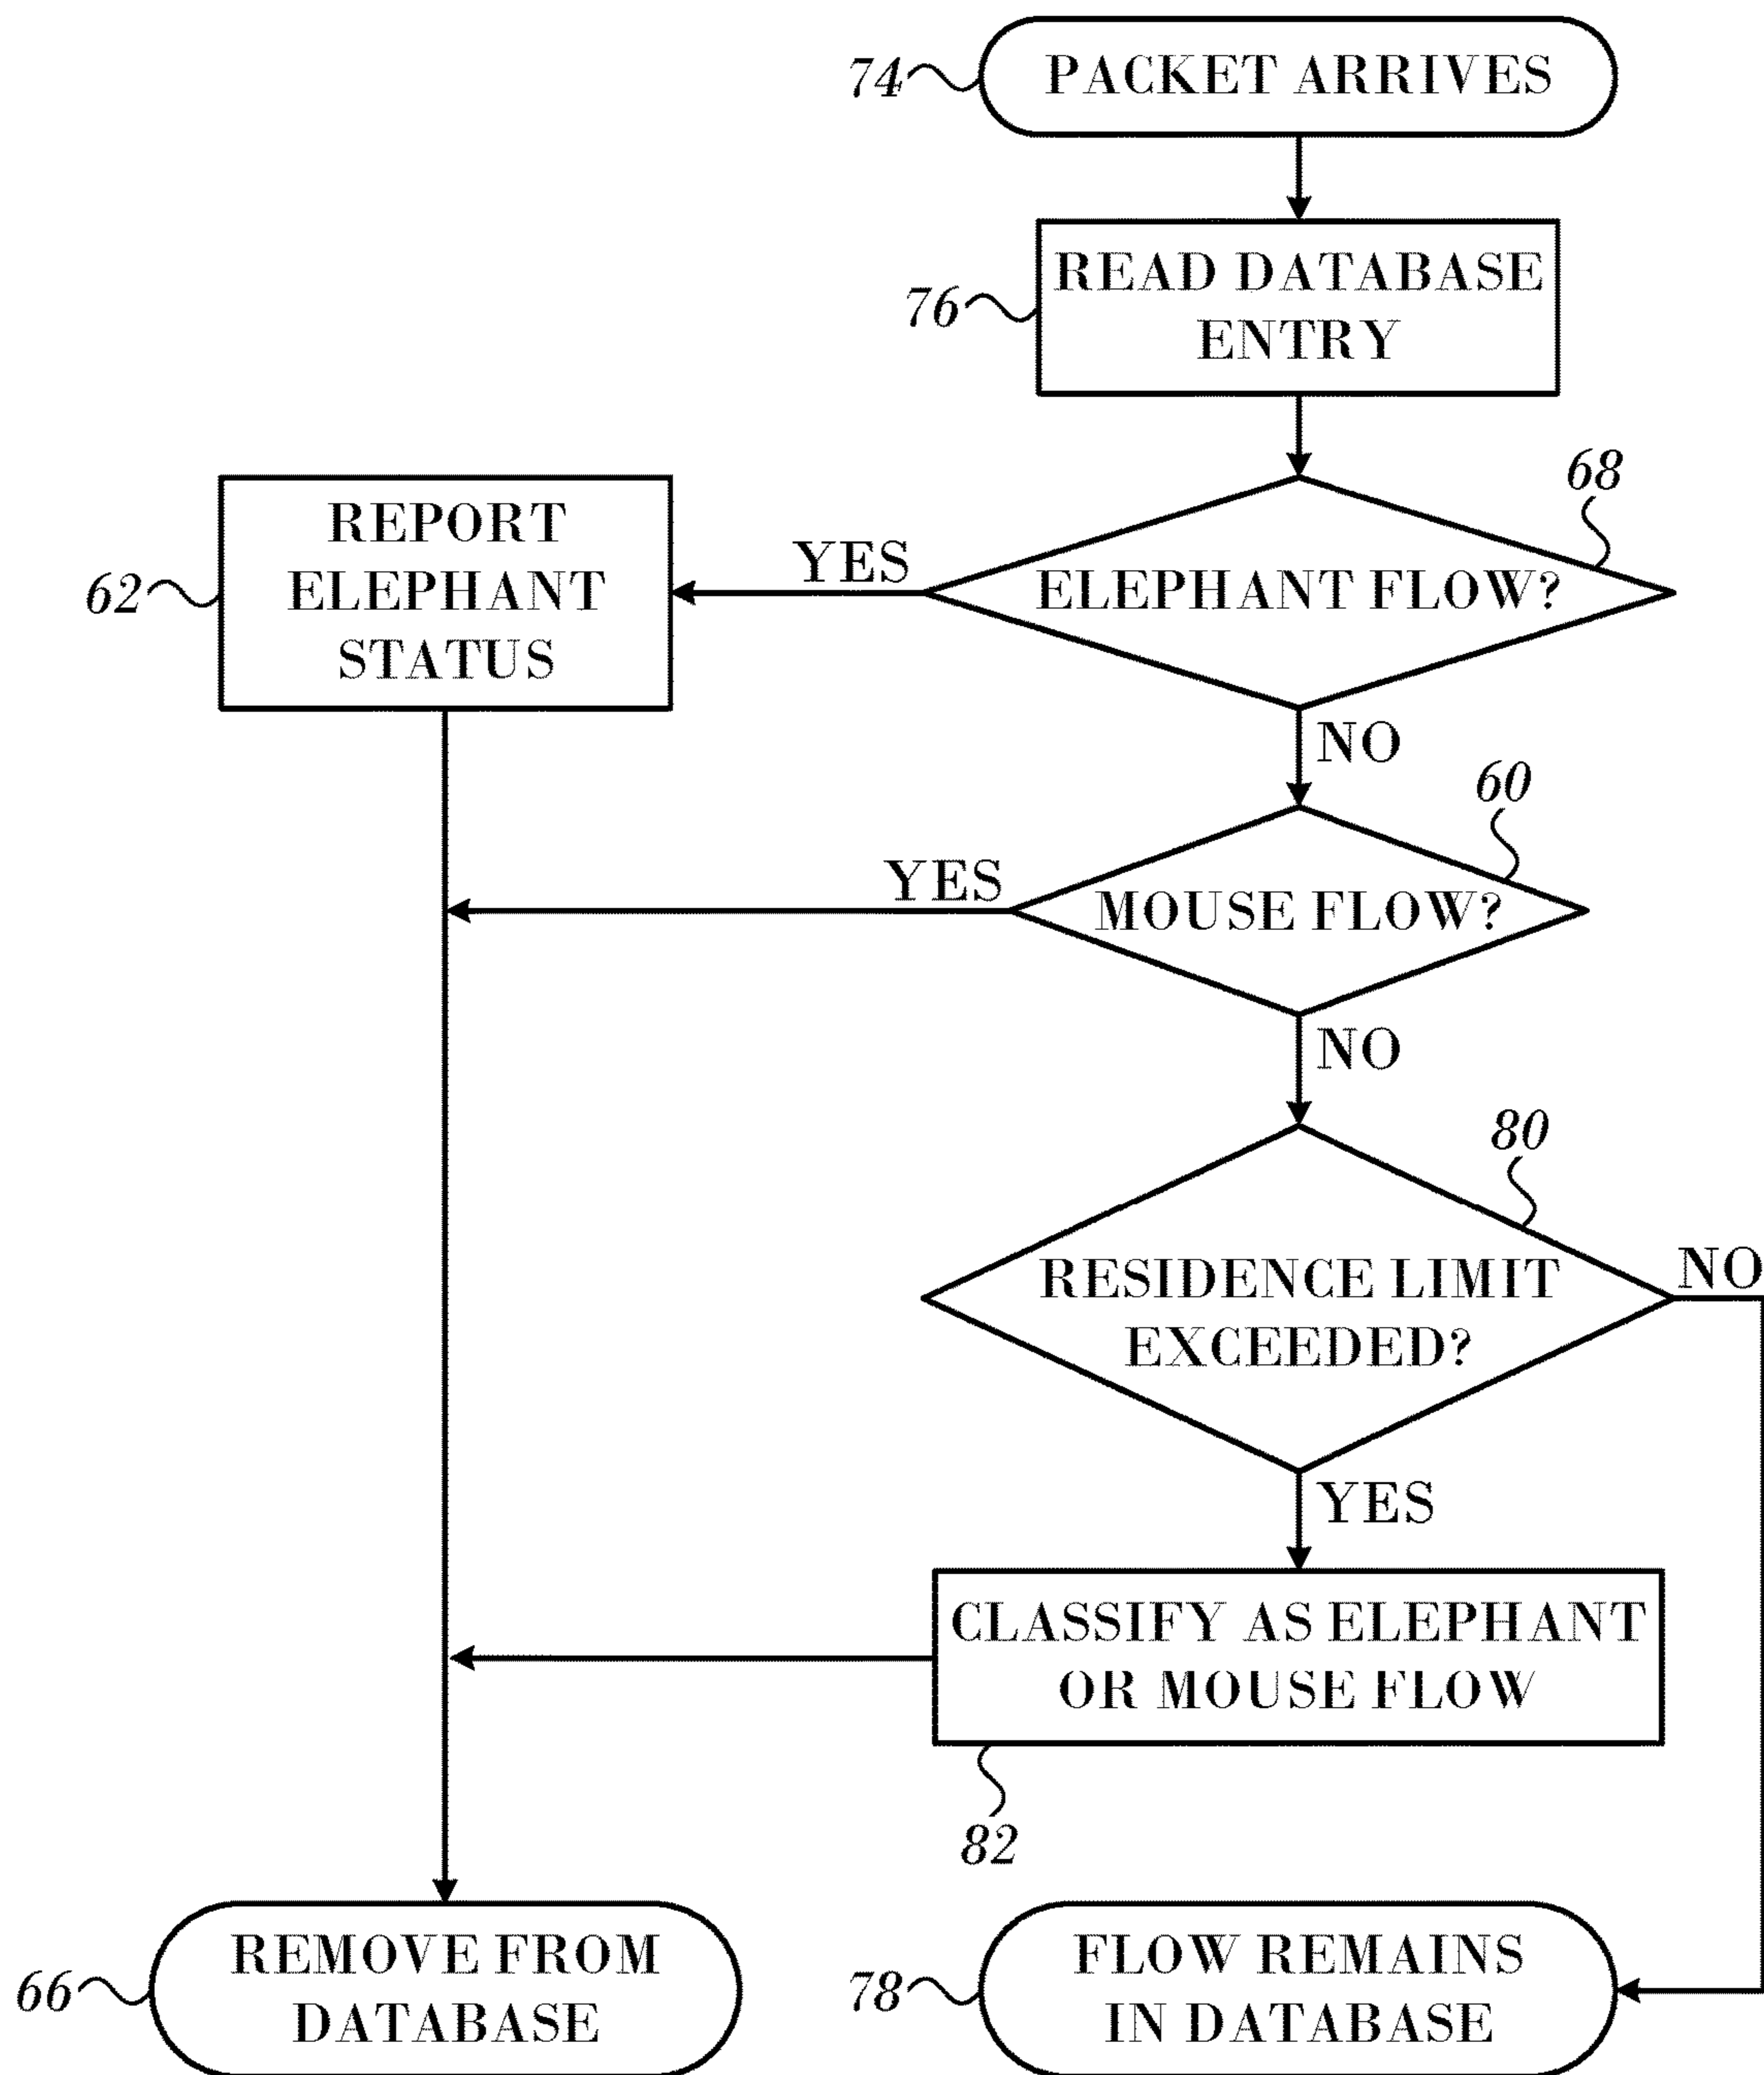 74
PACKET ARRIVES
76
READ DATABASE
ENTRY
68
ELEPHANT FLOW?
YES
62
REPORT
ELEPHANT
STATUS
NO
60
MOUSE FLOW?
YES
NO
80
RESIDENCE LIMIT
EXCEEDED?
NO
YES
CLASSIFY AS ELEPHANT
OR MOUSE FLOW
82
66
REMOVE FROM
DATABASE
78
FLOW REMAINS
IN DATABASE